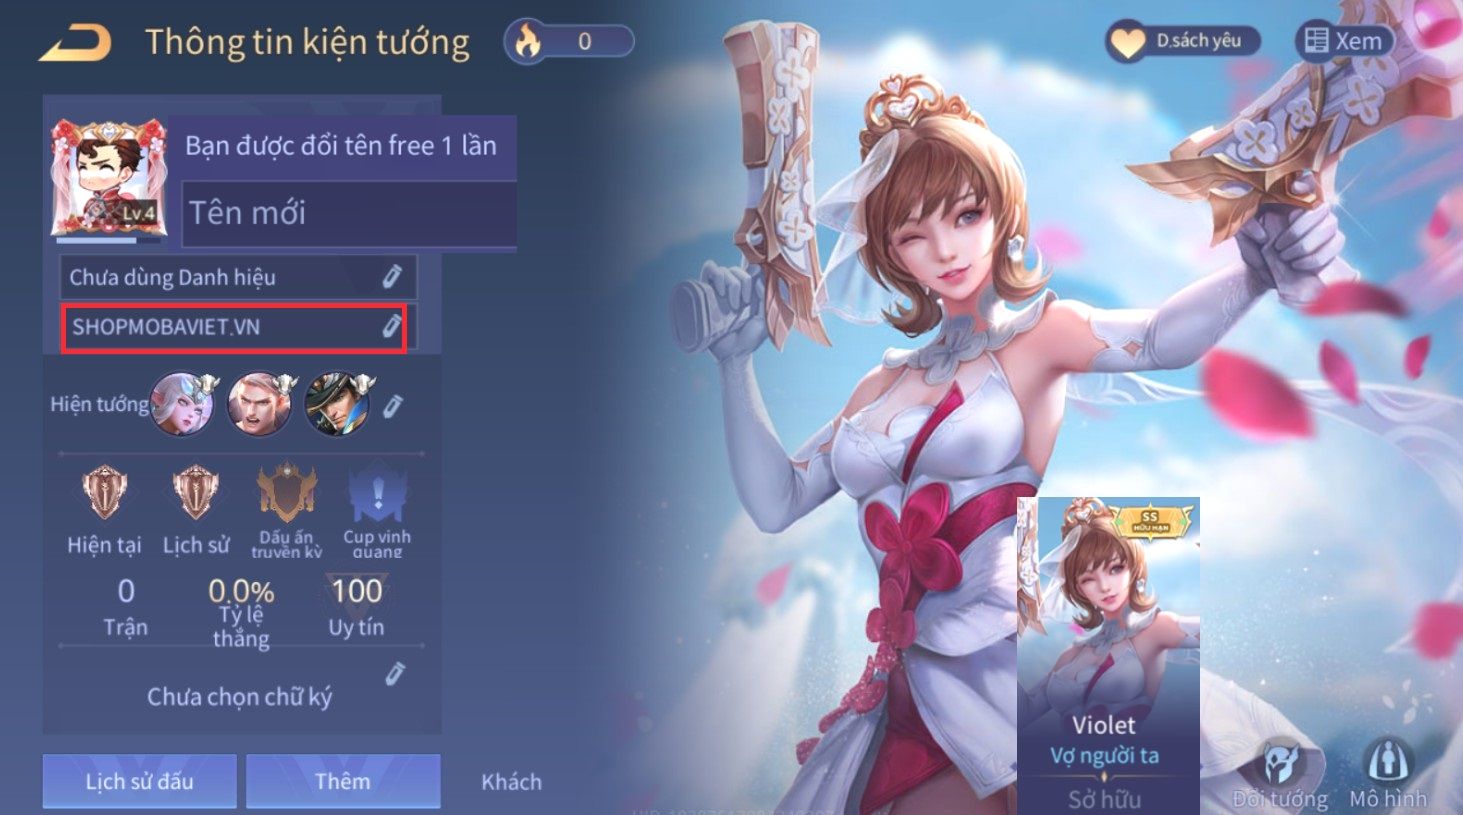 Thông tin kiện tướng
0
D.sách yêu
Xem
Bạn được đổi tên free 1 lần
Lv.4
Tên mới
Chưa dùng Danh hiệu
SHOPMOBAVIET.VN
Hiện tướng
Hiện tại
Lịch sử
Dấu ấn
truyền kỳ
Cup vinh
quang
0
Trận
0.0%
Tỷ lệ
thắng
100
Uy tín
Chưa chọn chữ ký
Lịch sử đấu
Thêm
Khách
SS
HỮU HẠN
Violet
Vợ người ta
Sở hữu
Đổi tướng
Mô hình